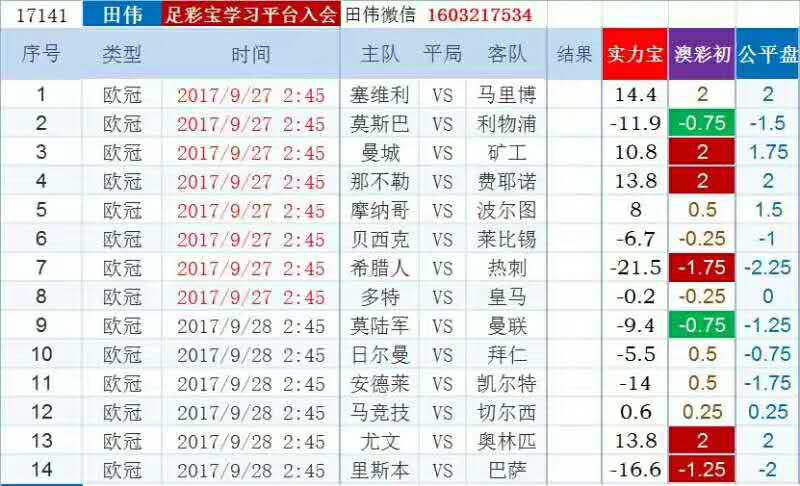 17141 田伟 足彩宝学习平台入会 田伟微信 1603217534
序号 类型 时间 主队 平局 客队 结果 实力宝 澳彩初 公平盘
1 欧冠 2017/9/27 2:45 塞维利 VS 马里博 14.4 2 2
2 欧冠 2017/9/27 2:45 莫斯巴 VS 利物浦 -11.9 -0.75 -1.5
3 欧冠 2017/9/27 2:45 曼城 VS 矿工 10.8 2 1.75
4 欧冠 2017/9/27 2:45 那不勒 VS 费耶诺 13.8 2 2
5 欧冠 2017/9/27 2:45 摩纳哥 VS 波尔图 8 0.5 1.5
6 欧冠 2017/9/27 2:45 贝西克 VS 莱比锡 -6.7 -0.25 -1
7 欧冠 2017/9/27 2:45 希腊人 VS 热刺 -21.5 -1.75 -2.25
8 欧冠 2017/9/27 2:45 多特 VS 皇马 -0.2 -0.25 0
9 欧冠 2017/9/28 2:45 莫陆军 VS 曼联 -9.4 -0.75 -1.25
10 欧冠 2017/9/28 2:45 日尔曼 VS 拜仁 -5.5 0.5 -0.75
11 欧冠 2017/9/28 2:45 安德莱 VS 凯尔特 -14 0.5 -1.75
12 欧冠 2017/9/28 2:45 马竞技 VS 切尔西 0.6 0.25 0.25
13 欧冠 2017/9/28 2:45 尤文 VS 奥林匹 13.8 2 2
14 欧冠 2017/9/28 2:45 里斯本 VS 巴萨 -16.6 -1.25 -2